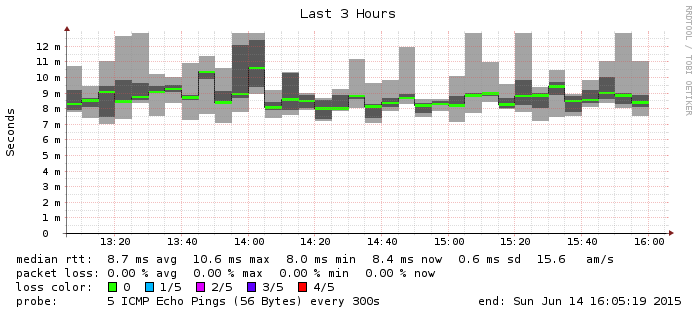 Last 3 Hours
RRDTOOL / TOBI OETIKER
Seconds
12 m
11 m
10 m
9 m
8 m
7 m
6 m
5 m
4 m
3 m
2 m
1 m
0
13:20 13:40 14:00 14:20 14:40 15:00 15:20 15:40 16:00
median rtt: 8.7 ms avg 10.6 ms max 8.0 ms min 8.4 ms now 0.6 ms sd 15.6 am/s
packet loss: 0.00 % avg 0.00 % max 0.00 % min 0.00 % now
loss color: 0 1/5 2/5 3/5 4/5
probe: 5 ICMP Echo Pings (56 Bytes) every 300s end: Sun Jun 14 16:05:19 2015